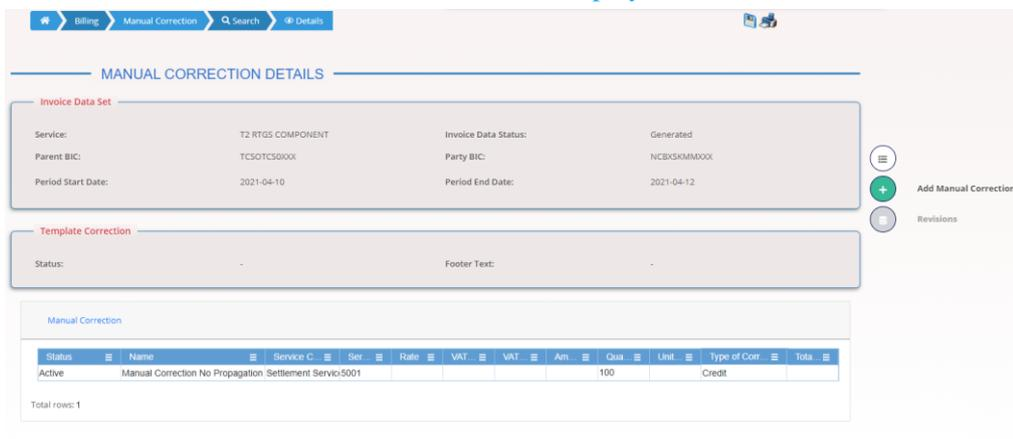 Billing Manual Correction Search Details
MANUAL CORRECTION DETAILS
Invoice Data Set
Service: T2 RTGS COMPONENT Invoice Data Status: Generated
Parent BIC: TCSOTCS0XXX Party BIC: NCBXSKMMXXX
Period Start Date: 2021-04-10 Period End Date: 2021-04-12
Add Manual Correction
Revisions
Template Correction
Status: - Footer Text: -
Manual Correction
Status Name Service C... Ser... Rate VAT... VAT... Am... Qua... Unit... Type of Corr... Tota...
Active Manual Correction No Propagation Settlement Servic 5001 100 Credit
Total rows: 1